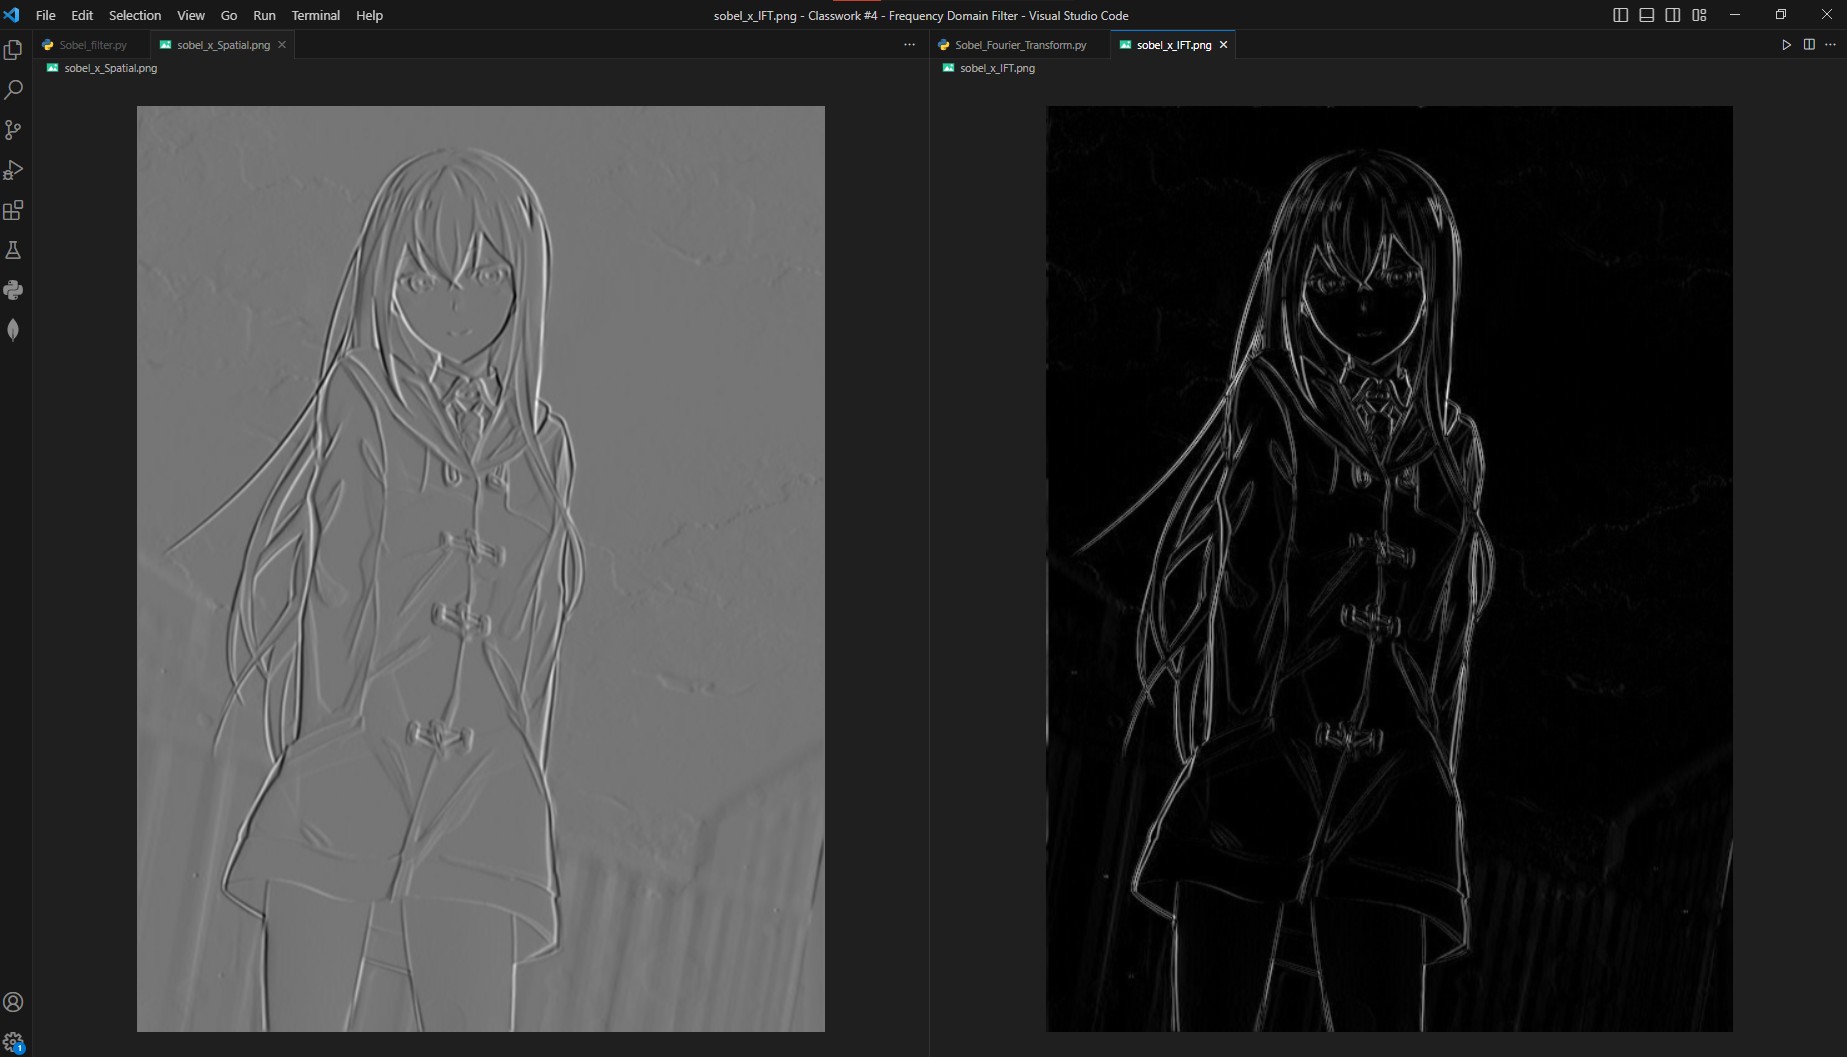 File Edit Selection View Go Run Terminal Help
sobel_x_IFT.png - Classwork #4 - Frequency Domain Filter - Visual Studio Code
Sobel_filter.py
sobel_x_Spatial.png
Sobel_Fourier_Transform.py
sobel_x_IFT.png
sobel_x_Spatial.png
sobel_x_IFT.png
1